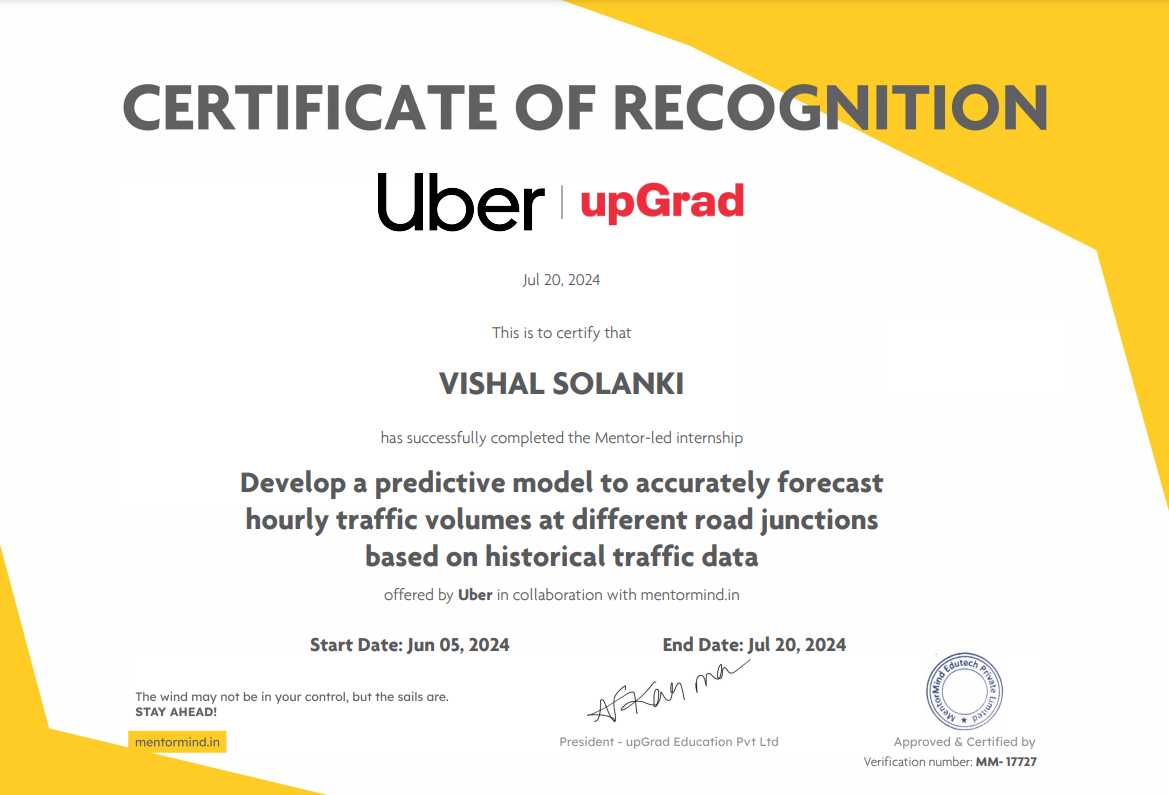 CERTIFICATE OF RECOGNITION
Uber | upGrad
Jul 20, 2024
This is to certify that
VISHAL SOLANKI
has successfully completed the Mentor-led internship
Develop a predictive model to accurately forecast
hourly traffic volumes at different road junctions
based on historical traffic data
offered by Uber in collaboration with mentormind.in
Start Date: Jun 05, 2024
End Date: Jul 20, 2024
The wind may not be in your control, but the sails are.
STAY AHEAD!
mentormind.in
President - upGrad Education Pvt Ltd
MentorMind Edutech Private Limited
Approved & Certified by
Verification number: MM- 17727